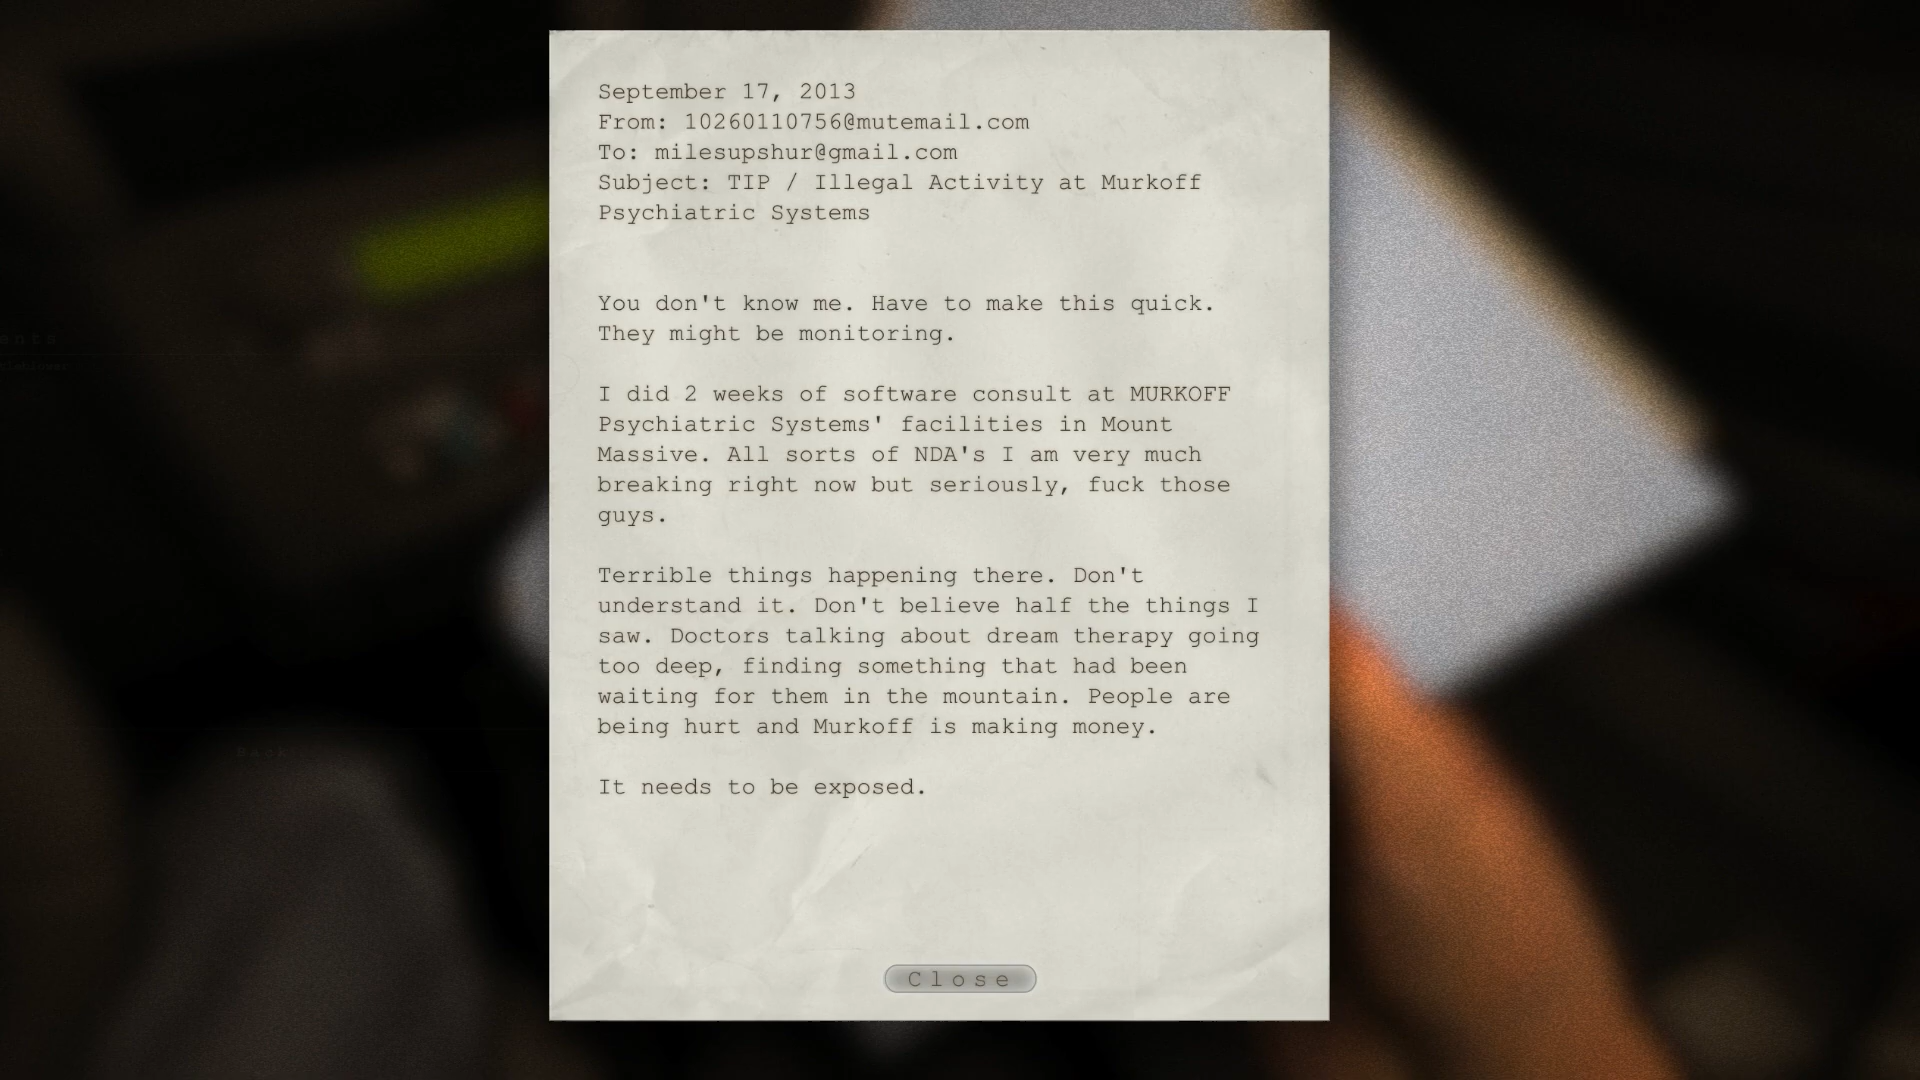 September 17, 2013
From: 10260110756@mutemail.com
To: milesupshur@gmail.com
Subject: TIP / Illegal Activity at Murkoff
Psychiatric Systems
You don't know me. Have to make this quick.
They might be monitoring.
I did 2 weeks of software consult at MURKOFF
Psychiatric Systems' facilities in Mount
Massive. All sorts of NDA's I am very much
breaking right now but seriously, fuck those
guys.
Terrible things happening there. Don't
understand it. Don't believe half the things I
saw. Doctors talking about dream therapy going
too deep, finding something that had been
waiting for them in the mountain. People are
being hurt and Murkoff is making money.
It needs to be exposed.
Back
Close